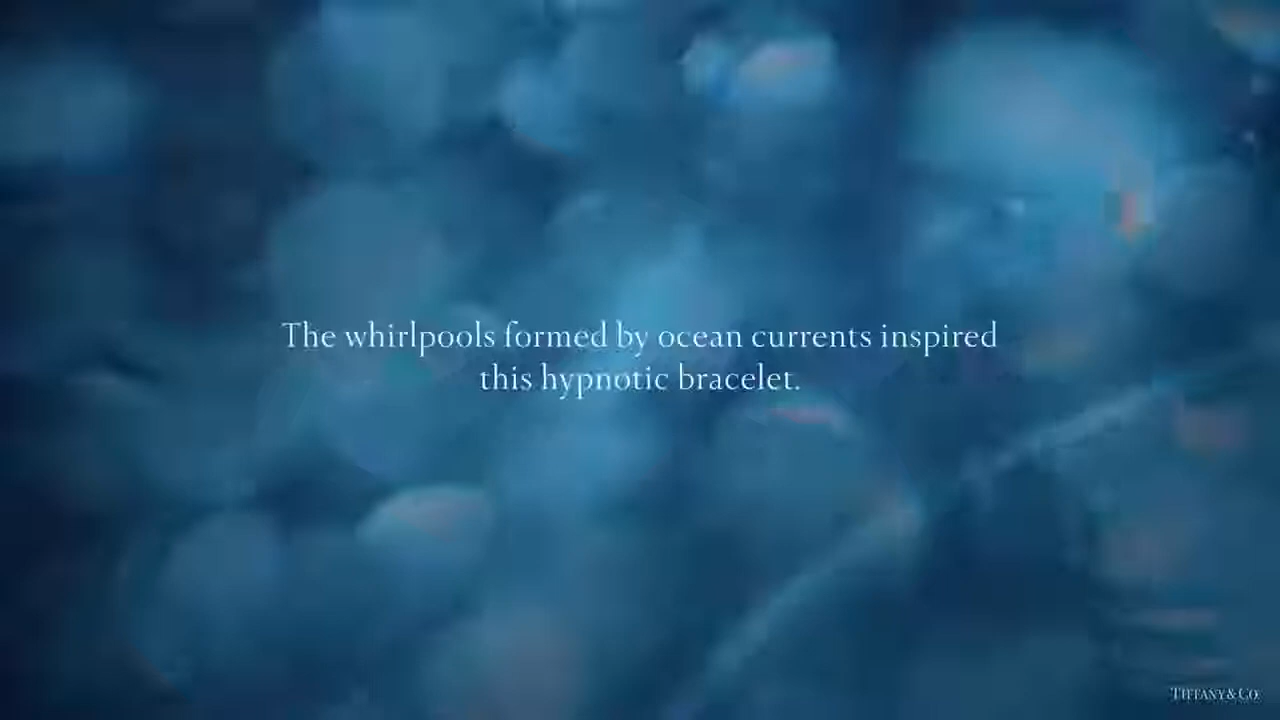 The whirlpools formed by ocean currents inspired
this hypnotic bracelet.
TIFFANY & CO.